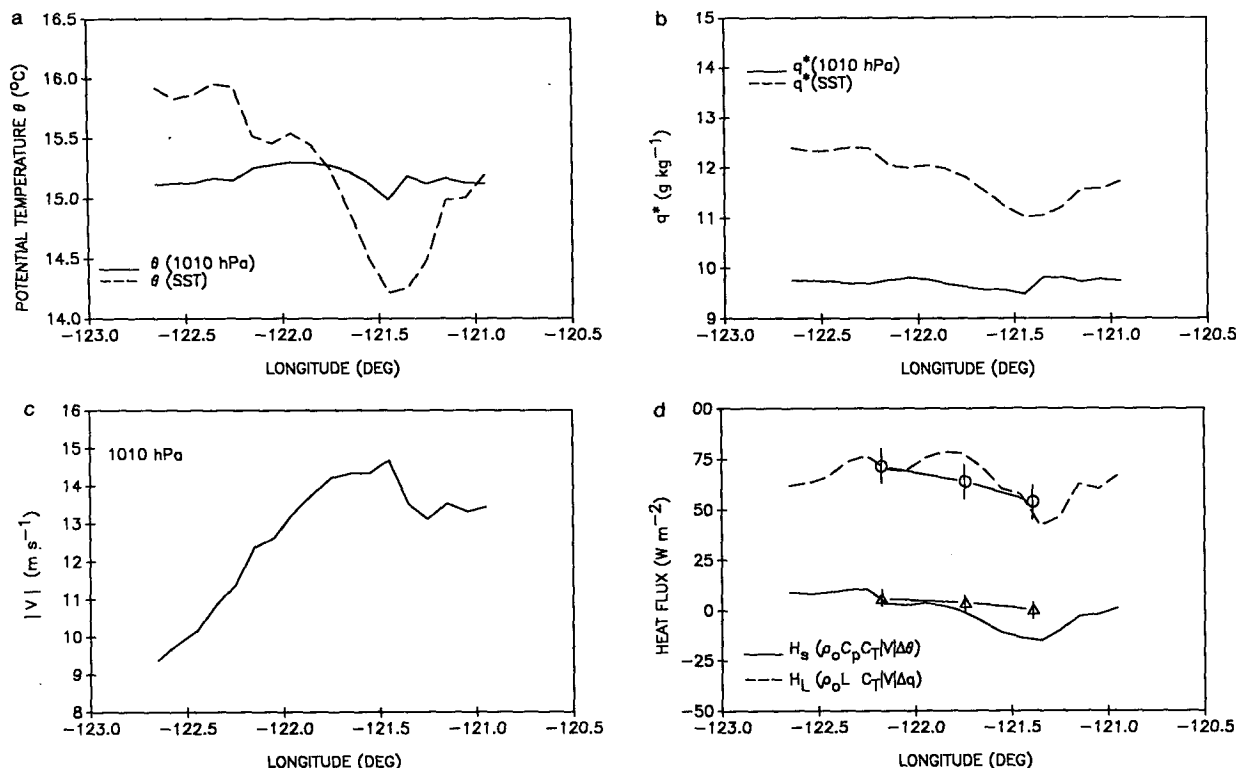 a
16.5
16.0
15.5
15.0
14.5
14.0
POTENTIAL TEMPERATURE θ (°C)
θ (1010 hPa)
θ (SST)
−123.0 −122.5 −122.0 −121.5 −121.0 −120.5
LONGITUDE (DEG)
b
15
14
13
12
11
10
9
q* (g kg⁻¹)
q*(1010 hPa)
q*(SST)
−123.0 −122.5 −122.0 −121.5 −121.0 −120.5
LONGITUDE (DEG)
c
16
15
14
13
12
11
10
9
8
|V| (m s⁻¹)
1010 hPa
−123.0 −122.5 −122.0 −121.5 −121.0 −120.5
LONGITUDE (DEG)
d
00
75
50
25
0
−25
−50
HEAT FLUX (W m⁻²)
Hₛ (ρₒCₚC_T|V|Δθ)
H_L (ρₒL C_T|V|Δq)
−123.0 −122.5 −122.0 −121.5 −121.0 −120.5
LONGITUDE (DEG)